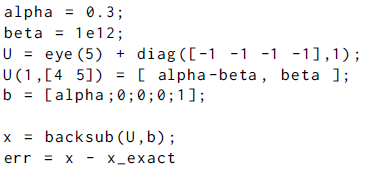 alpha = 0.3;
beta = 1e12;
U = eye(5) + diag([-1 -1 -1 -1],1);
U(1,[4 5]) = [ alpha-beta, beta ];
b = [alpha;0;0;0;1];
x = backsub(U,b);
err = x - x_exact